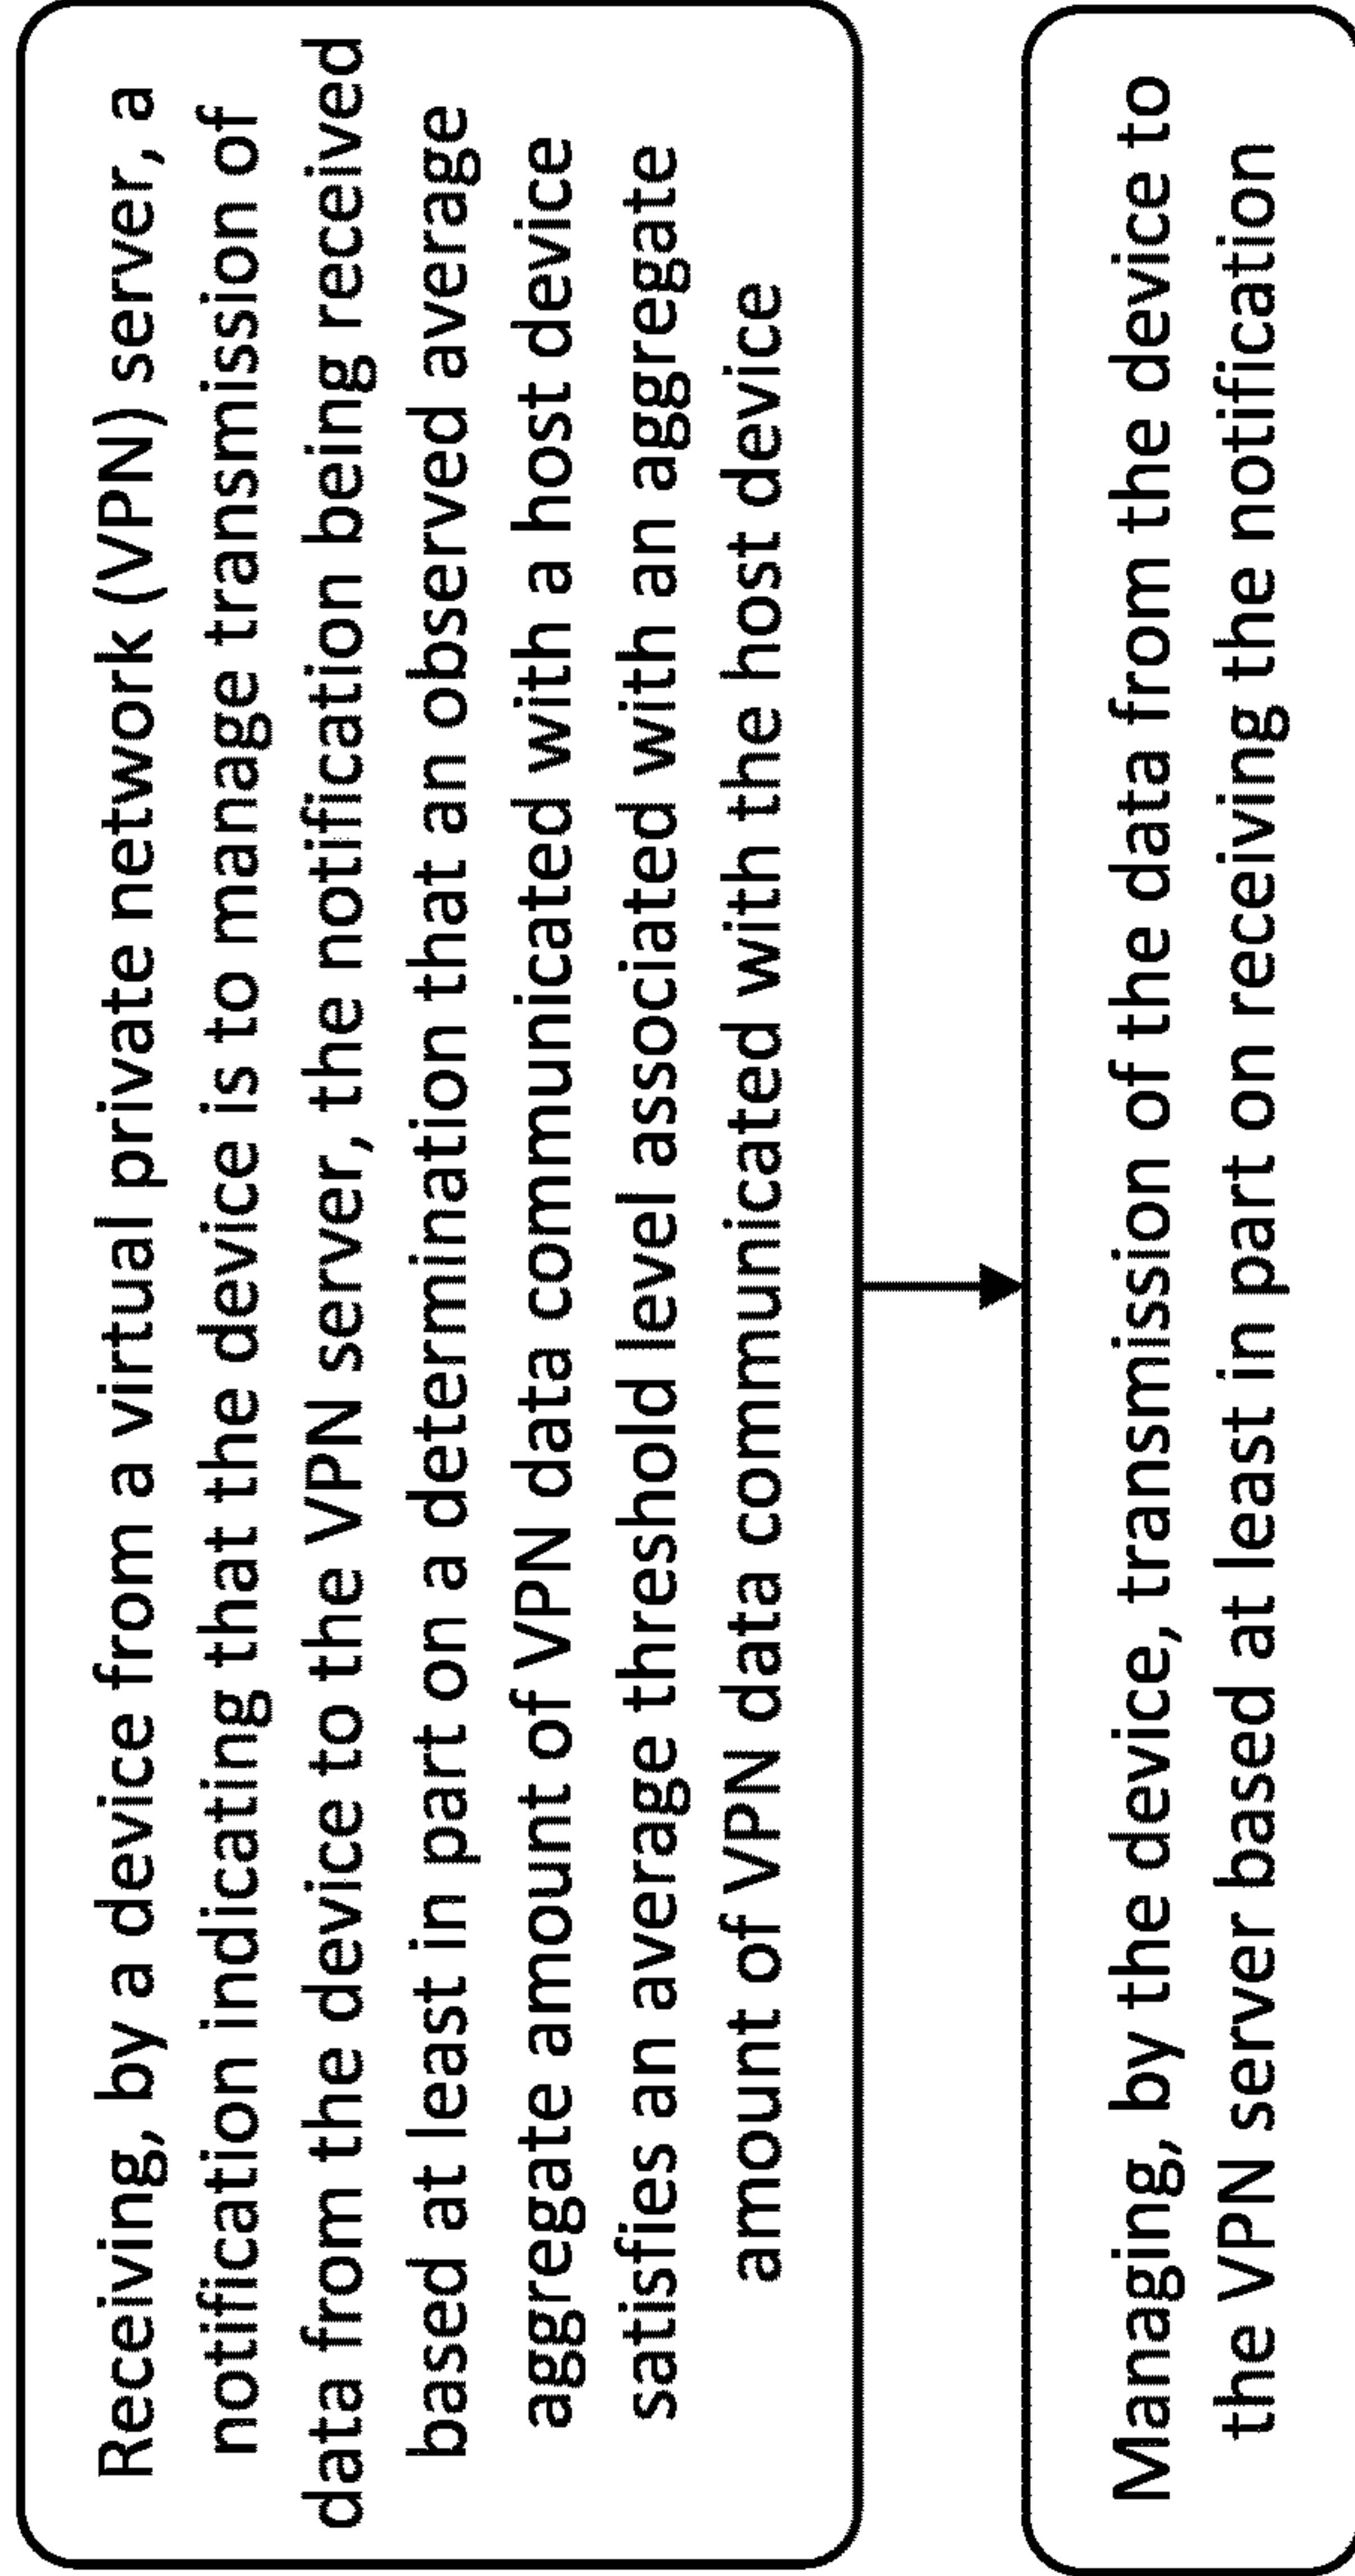 Receiving, by a device from a virtual private network (VPN) server, a
notification indicating that the device is to manage transmission of
data from the device to the VPN server, the notification being received
based at least in part on a determination that an observed average
aggregate amount of VPN data communicated with a host device
satisfies an average threshold level associated with an aggregate
amount of VPN data communicated with the host device
Managing, by the device, transmission of the data from the device to
the VPN server based at least in part on receiving the notification